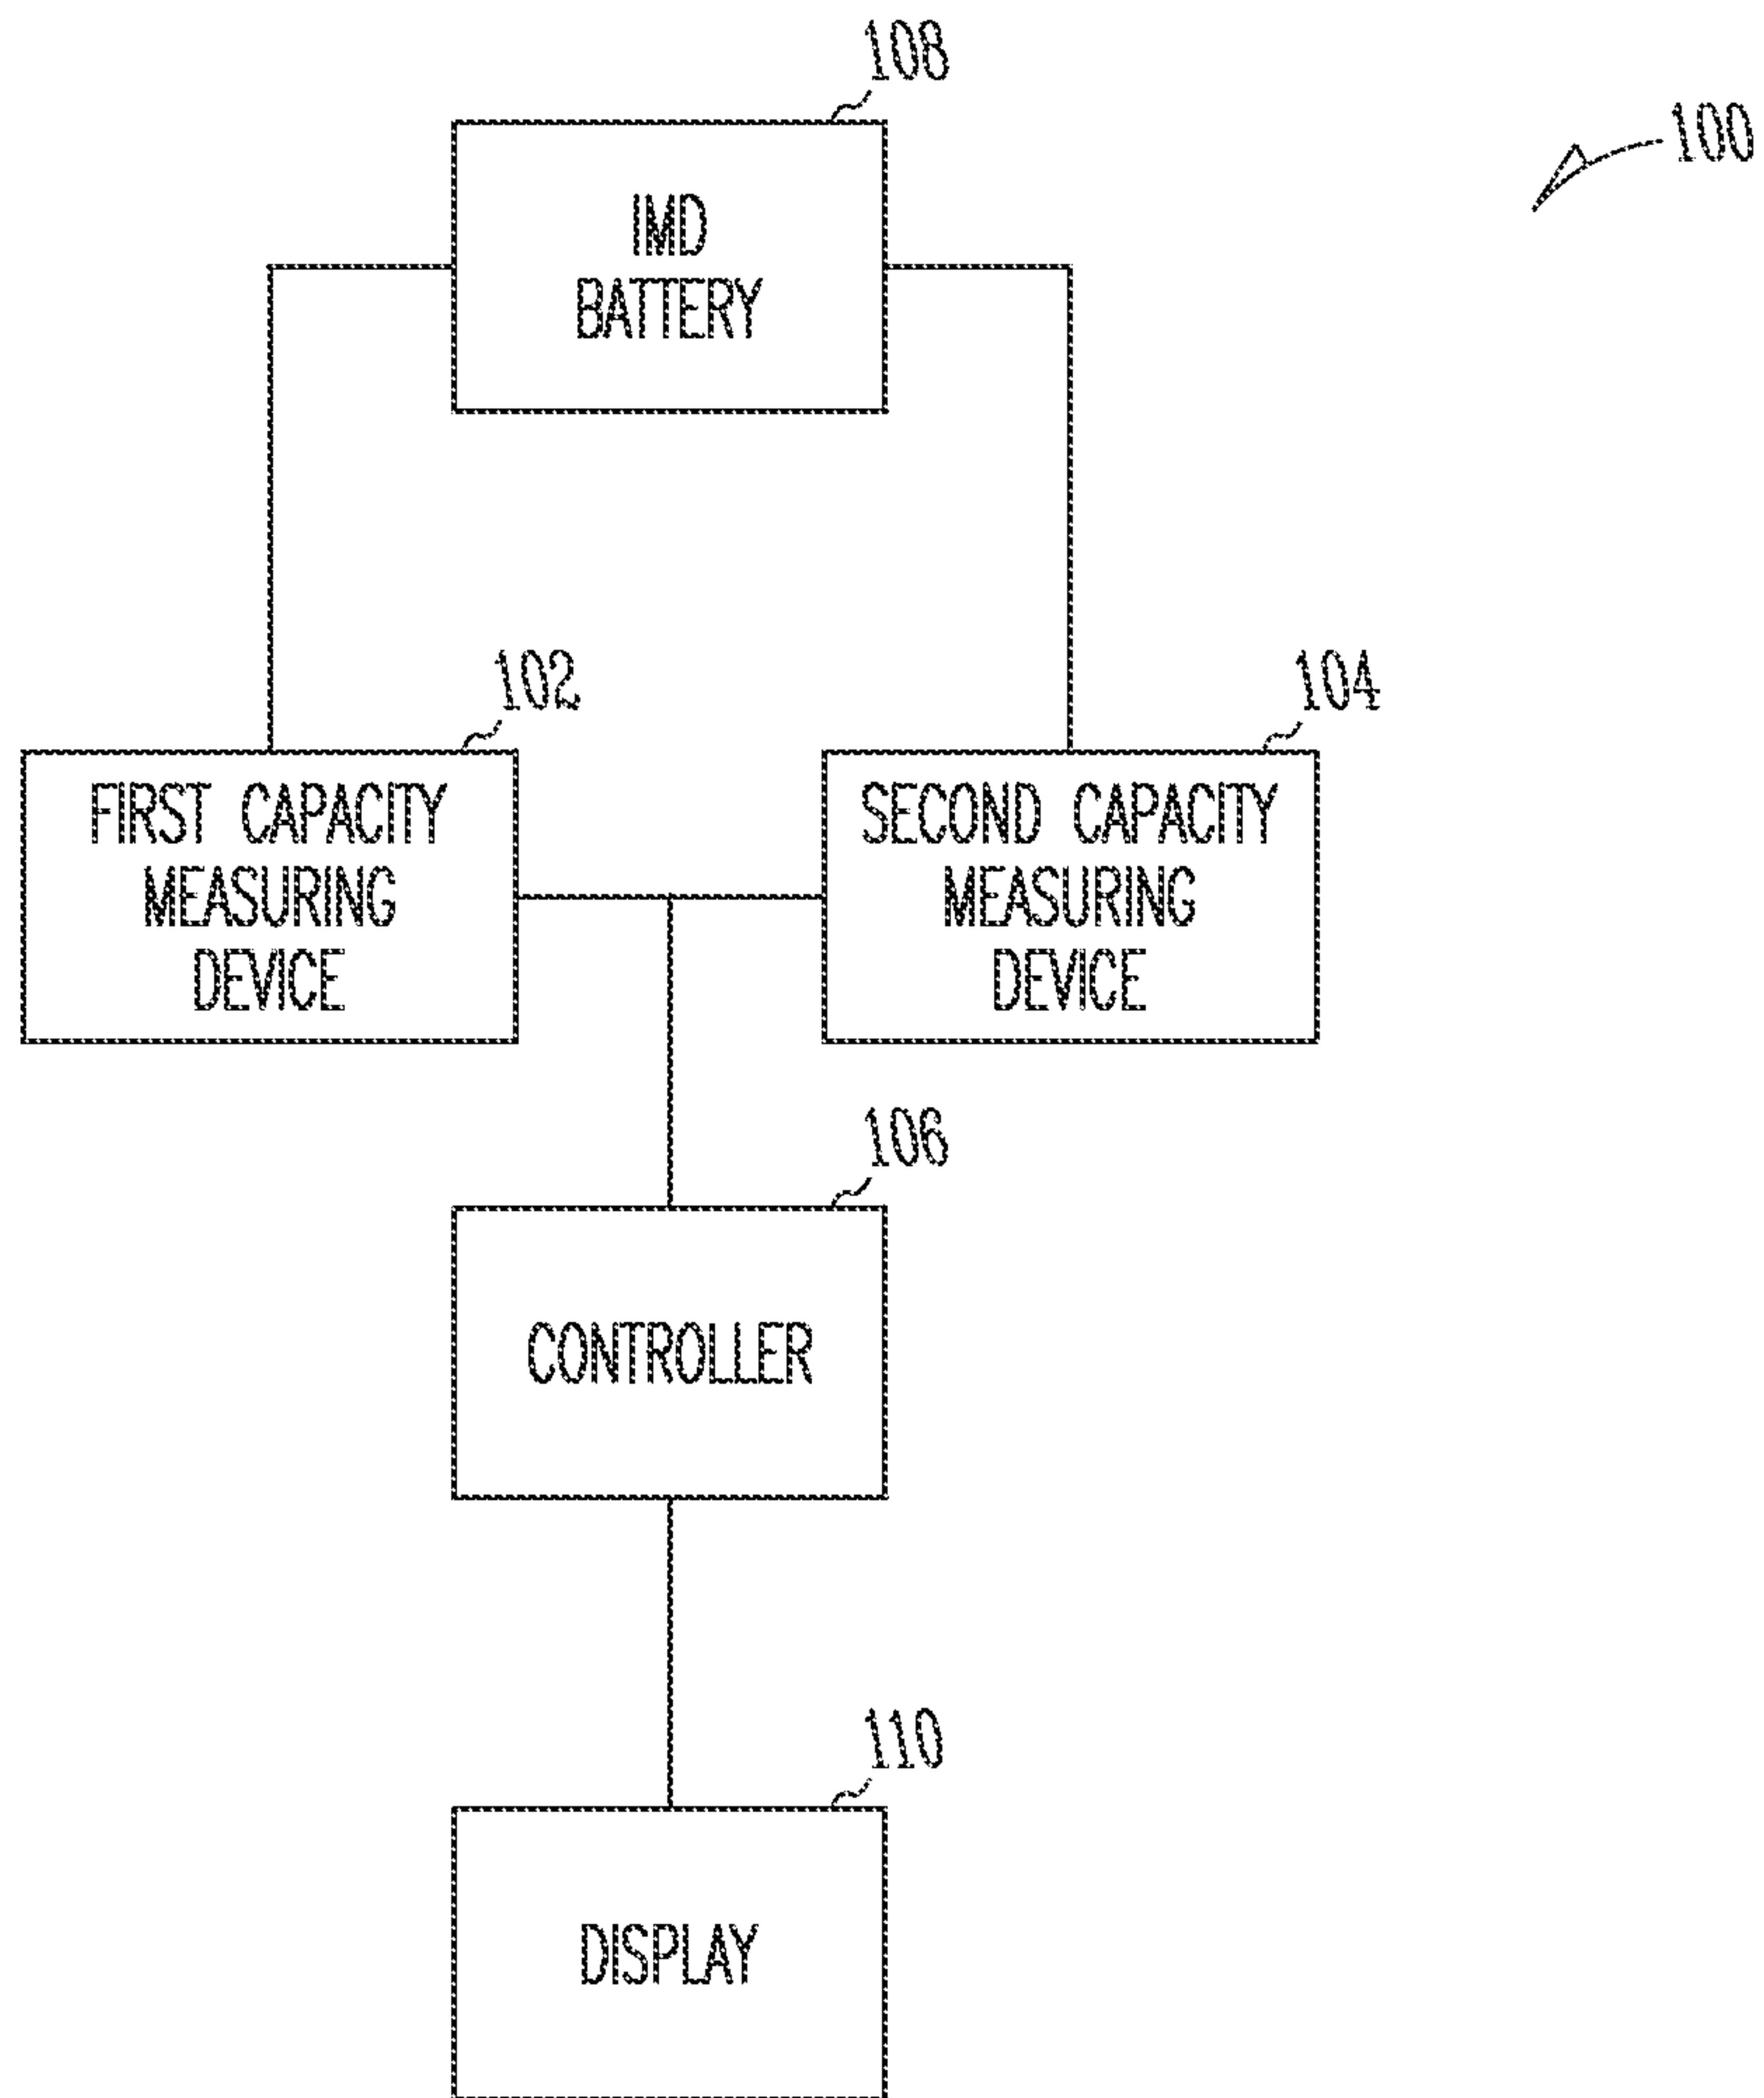 108
100
IMD
BATTERY
102
104
FIRST CAPACITY
MEASURING
DEVICE
SECOND CAPACITY
MEASURING
DEVICE
106
CONTROLLER
110
DISPLAY